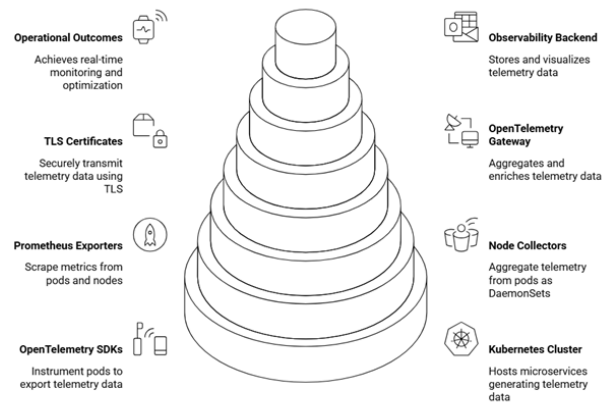 Operational Outcomes
Achieves real-time
monitoring and
optimization
Observability Backend
Stores and visualizes
telemetry data
TLS Certificates
Securely transmit
telemetry data using
TLS
OpenTelemetry
Gateway
Aggregates and
enriches telemetry data
Prometheus Exporters
Scrape metrics from
pods and nodes
Node Collectors
Aggregate telemetry
from pods as
DaemonSets
OpenTelemetry SDKs
Instrument pods to
export telemetry data
Kubernetes Cluster
Hosts microservices
generating telemetry
data